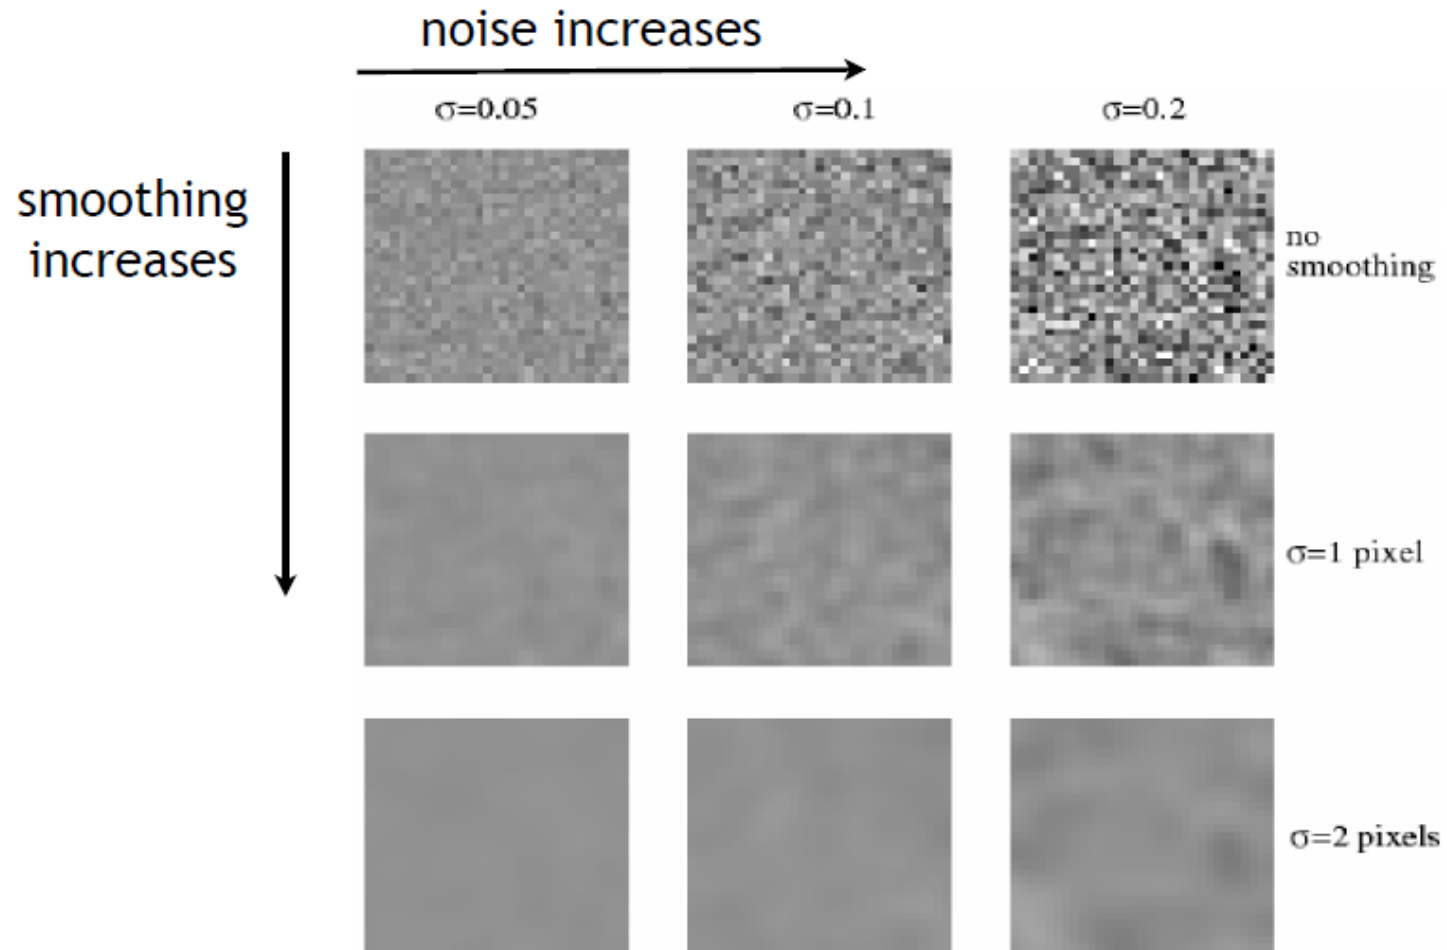 noise increases
σ=0.05 σ=0.1 σ=0.2
smoothing
increases
no
smoothing
σ=1 pixel
σ=2 pixels